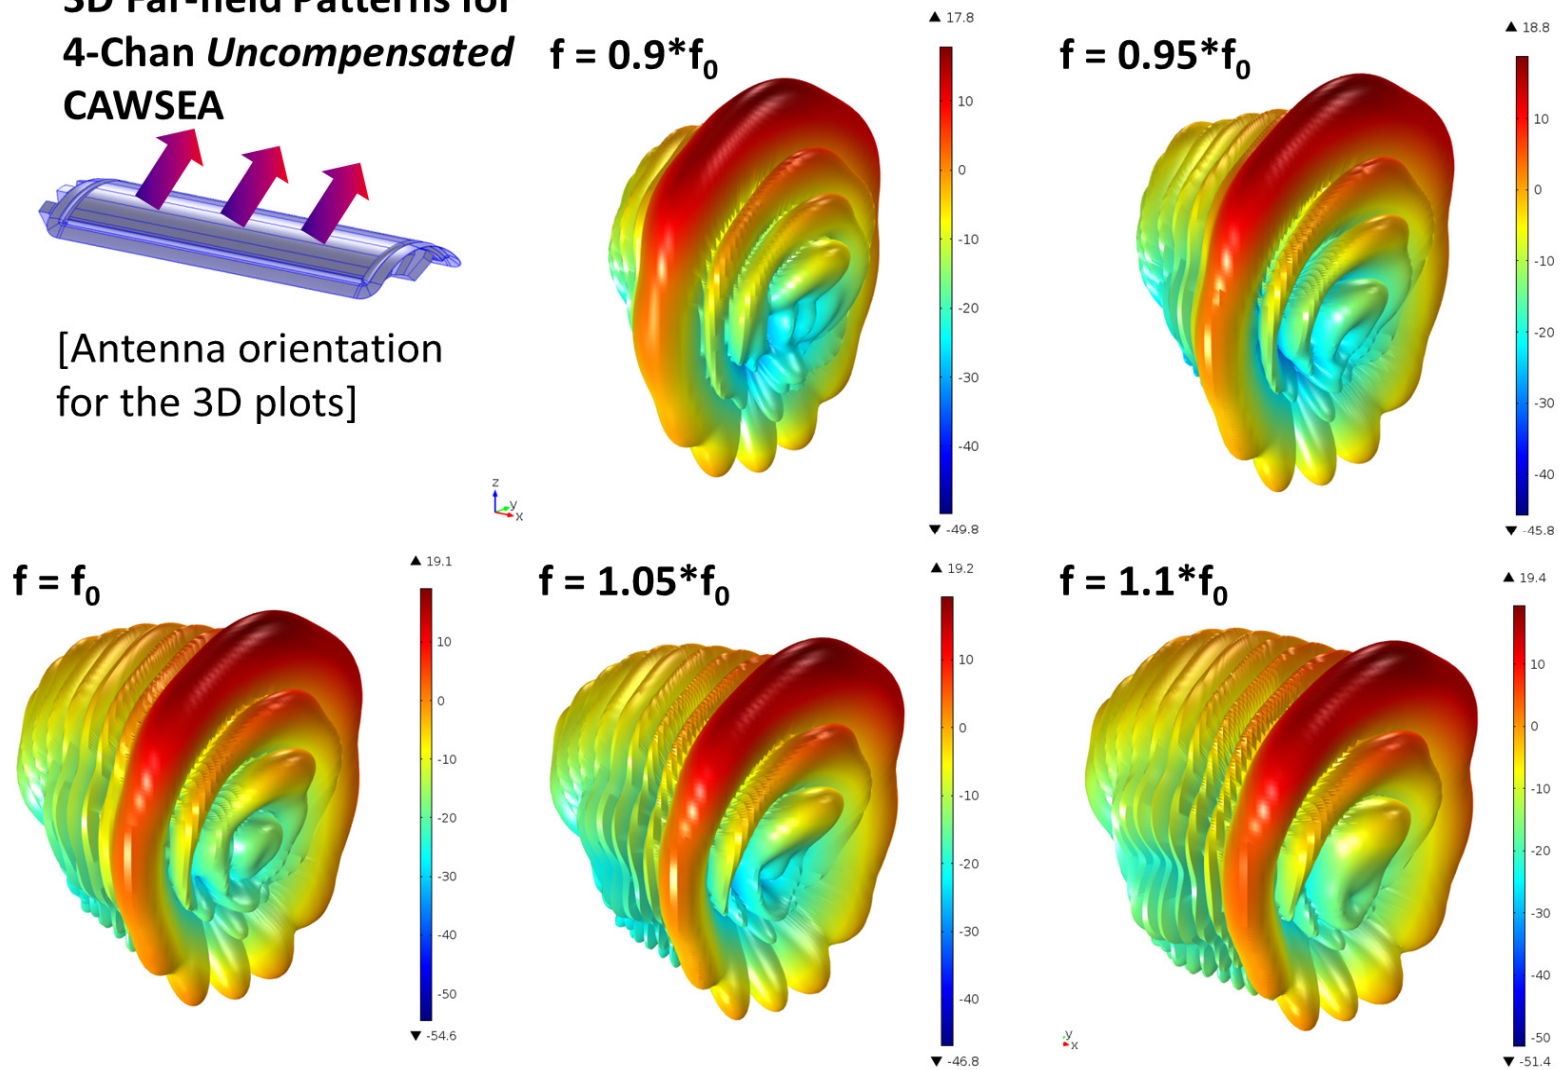 3D Far-field Patterns for
4-Chan Uncompensated
CAWSEA
[Antenna orientation
for the 3D plots]
f = 0.9*f0
▲ 17.8
10
0
-10
-20
-30
-40
▼ -49.8
z
y
x
f = 0.95*f0
▲ 18.8
10
0
-10
-20
-30
-40
▼ -45.8
f = f0
▲ 19.1
10
0
-10
-20
-30
-40
-50
▼ -54.6
f = 1.05*f0
▲ 19.2
10
0
-10
-20
-30
-40
▼ -46.8
f = 1.1*f0
▲ 19.4
10
0
-10
-20
-30
-40
-50
▼ -51.4
y
x